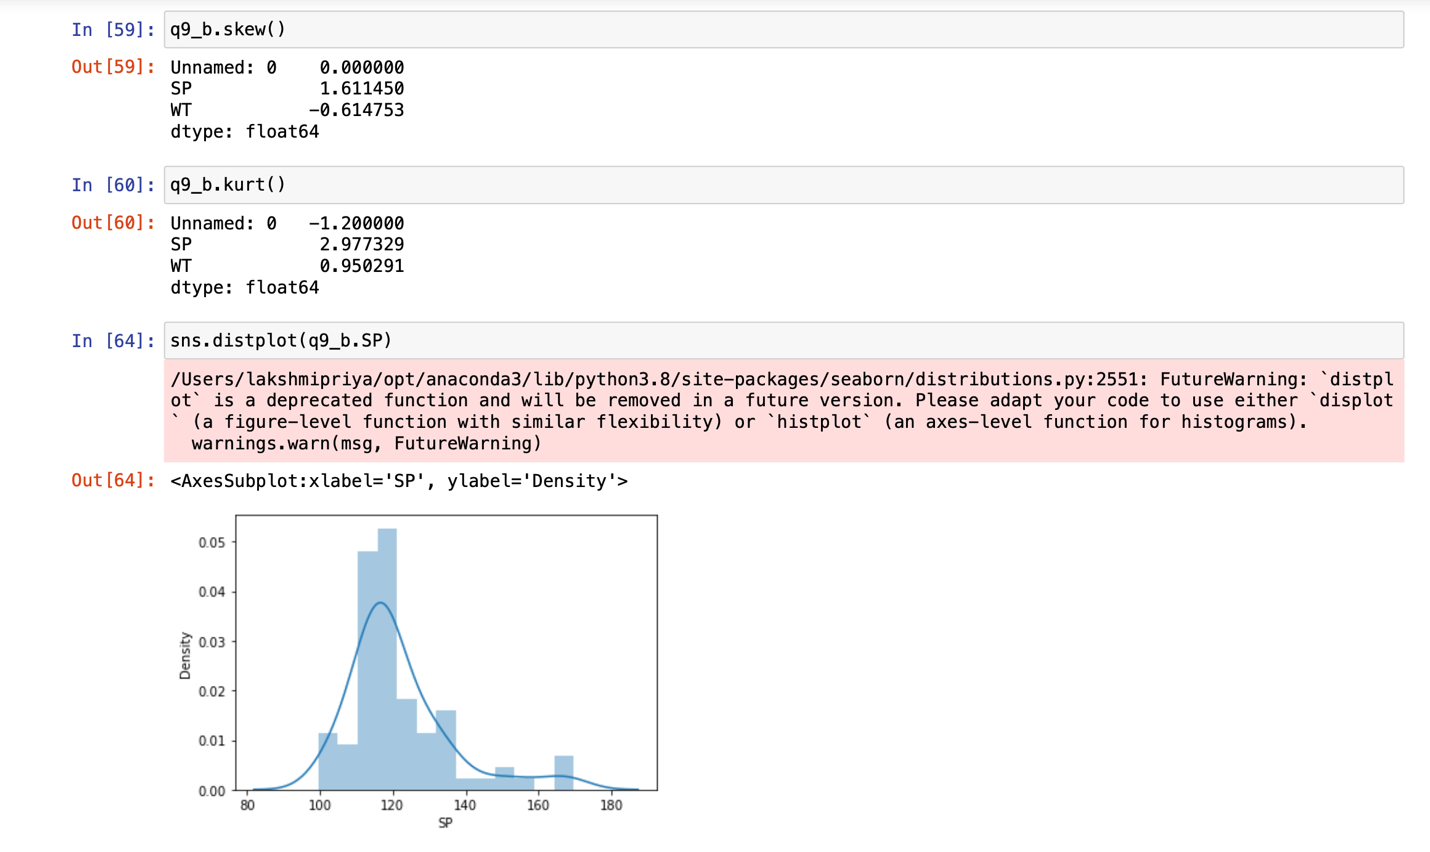 In [59]: q9_b.skew()
Out[59]: Unnamed: 0    0.000000
SP            1.611450
WT           -0.614753
dtype: float64
In [60]: q9_b.kurt()
Out[60]: Unnamed: 0   -1.200000
SP            2.977329
WT            0.950291
dtype: float64
In [64]: sns.distplot(q9_b.SP)
/Users/lakshmipriya/opt/anaconda3/lib/python3.8/site-packages/seaborn/distributions.py:2551: FutureWarning: `distpl
ot` is a deprecated function and will be removed in a future version. Please adapt your code to use either `displot
` (a figure-level function with similar flexibility) or `histplot` (an axes-level function for histograms).
  warnings.warn(msg, FutureWarning)
Out[64]: <AxesSubplot:xlabel='SP', ylabel='Density'>
0.05
0.04
0.03
0.02
0.01
0.00
Density
80 100 120 140 160 180
SP